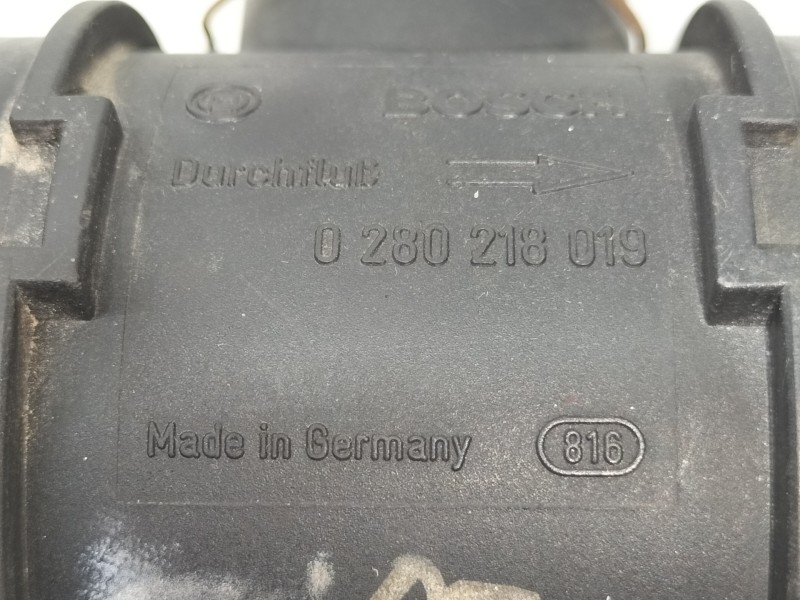 BOSCH
Durchfluß
0 280 218 019
Made in Germany 816